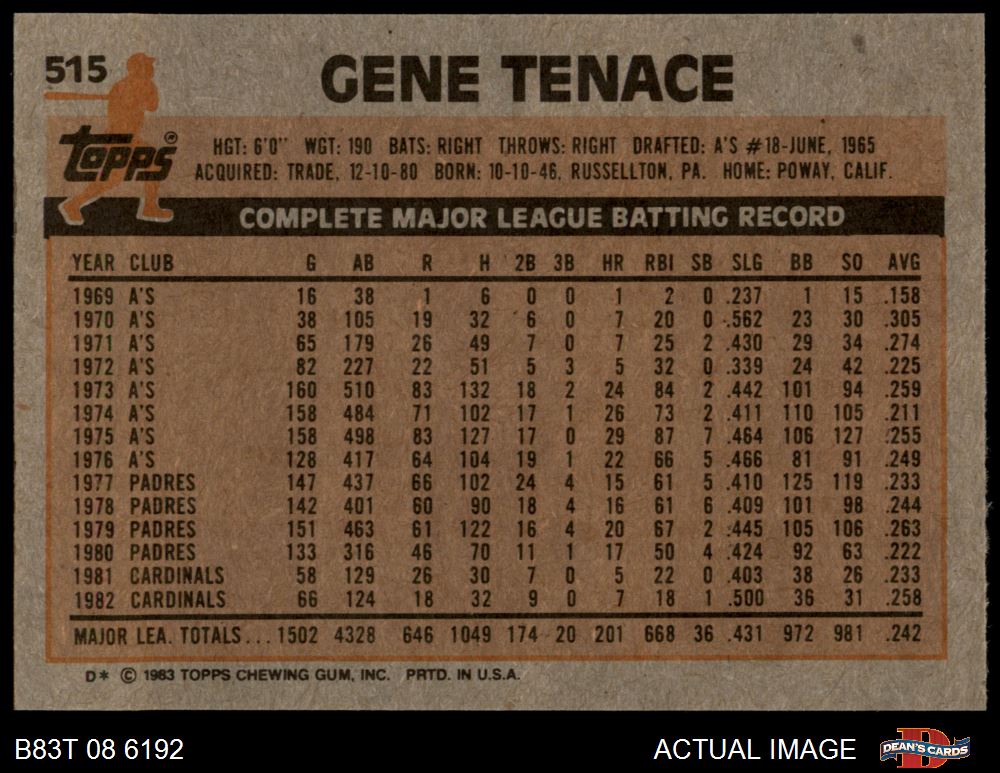 515
GENE TENACE
Topps®
HGT: 6'0" WGT: 190 BATS: RIGHT THROWS: RIGHT DRAFTED: A'S #18-JUNE, 1965
ACQUIRED: TRADE, 12-10-80 BORN: 10-10-46, RUSSELLTON, PA. HOME: POWAY, CALIF.
COMPLETE MAJOR LEAGUE BATTING RECORD
YEAR CLUB G AB R H 2B 3B HR RBI SB SLG BB SO AVG
1969 A'S 16 38 1 6 0 0 1 2 0 .237 1 15 .158
1970 A'S 38 105 19 32 6 0 7 20 0 .562 23 30 .305
1971 A'S 65 179 26 49 7 0 7 25 2 .430 29 34 .274
1972 A'S 82 227 22 51 5 3 5 32 0 .339 24 42 .225
1973 A'S 160 510 83 132 18 2 24 84 2 .442 101 94 .259
1974 A'S 158 484 71 102 17 1 26 73 2 .411 110 105 .211
1975 A'S 158 498 83 127 17 0 29 87 7 .464 106 127 .255
1976 A'S 128 417 64 104 19 1 22 66 5 .466 81 91 .249
1977 PADRES 147 437 66 102 24 4 15 61 5 .410 125 119 .233
1978 PADRES 142 401 60 90 18 4 16 61 6 .409 101 98 .244
1979 PADRES 151 463 61 122 16 4 20 67 2 .445 105 106 .263
1980 PADRES 133 316 46 70 11 1 17 50 4 .424 92 63 .222
1981 CARDINALS 58 129 26 30 7 0 5 22 0 .403 38 26 .233
1982 CARDINALS 66 124 18 32 9 0 7 18 1 .500 36 31 .258
MAJOR LEA. TOTALS... 1502 4328 646 1049 174 20 201 668 36 .431 972 981 .242
D* © 1983 TOPPS CHEWING GUM, INC. PRTD. IN U.S.A.
B83T 08 6192 ACTUAL IMAGE DEAN'S CARDS